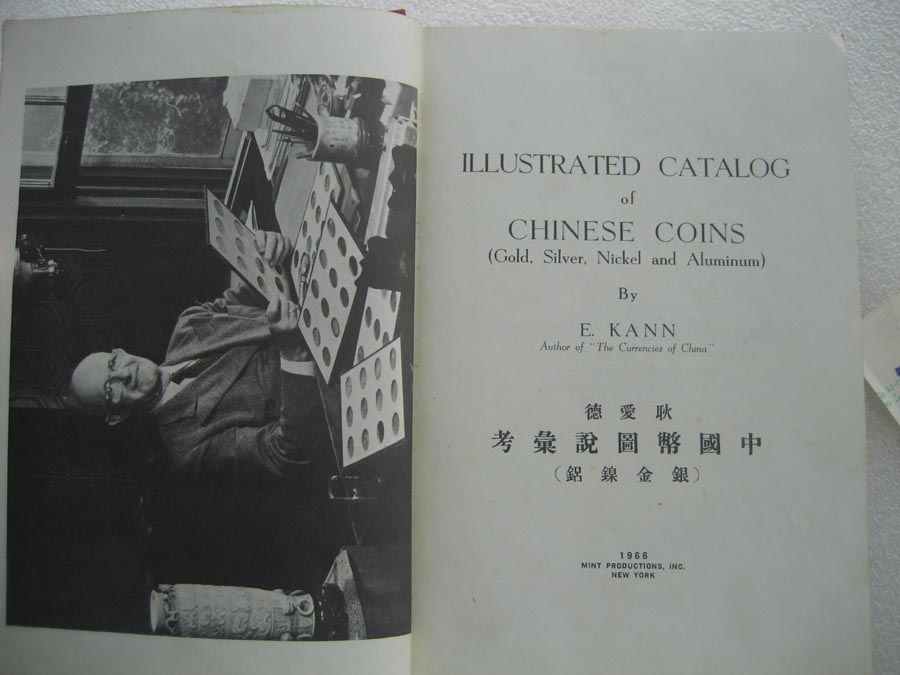 ILLUSTRATED CATALOG
of
CHINESE COINS
(Gold, Silver, Nickel and Aluminum)
By
E. KANN
Author of "The Currencies of China"
耿愛德
中國幣圖說彙考
(銀金鎳鋁)
1966
MINT PRODUCTIONS, INC.
NEW YORK